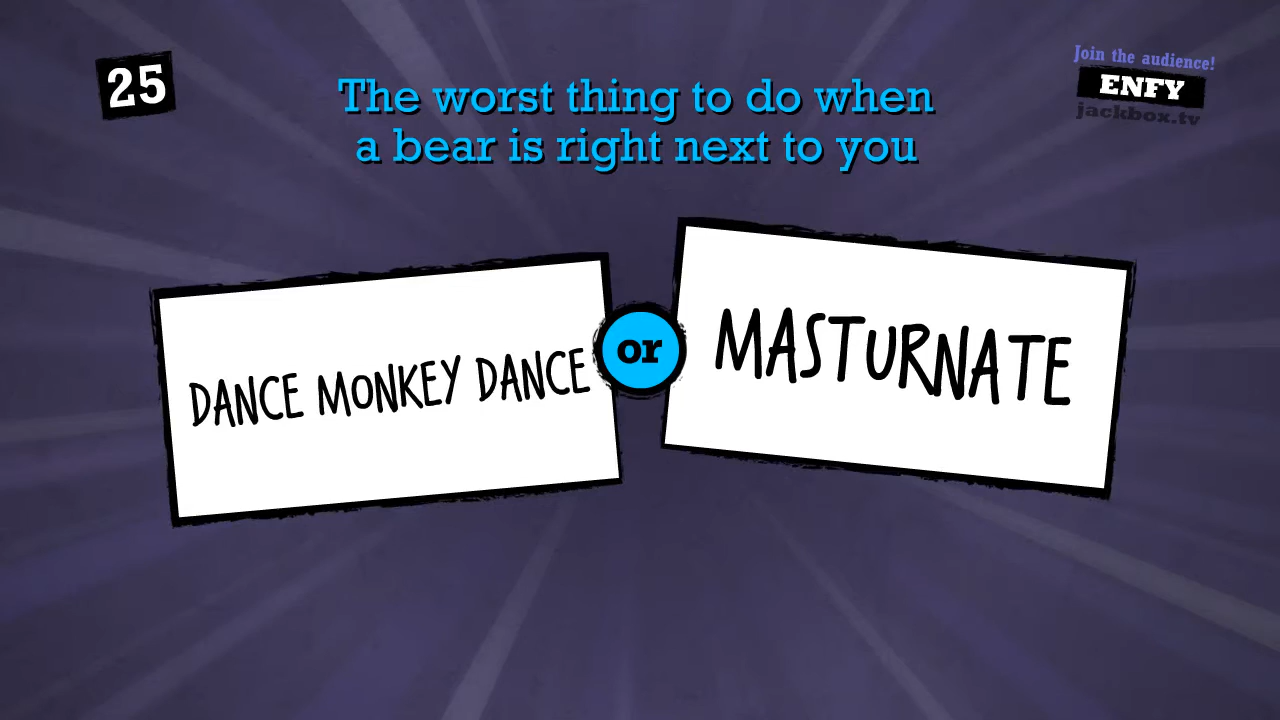 25
The worst thing to do when
a bear is right next to you
Join the audience!
ENFY
jackbox.tv
DANCE MONKEY DANCE
or
MASTURNATE